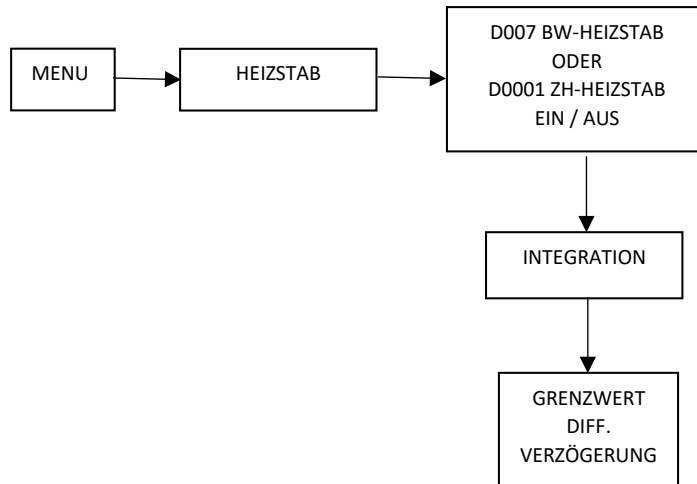 MENU
HEIZSTAB
D007 BW-HEIZSTAB
ODER
D0001 ZH-HEIZSTAB
EIN / AUS
INTEGRATION
GRENZWERT
DIFF.
VERZÖGERUNG